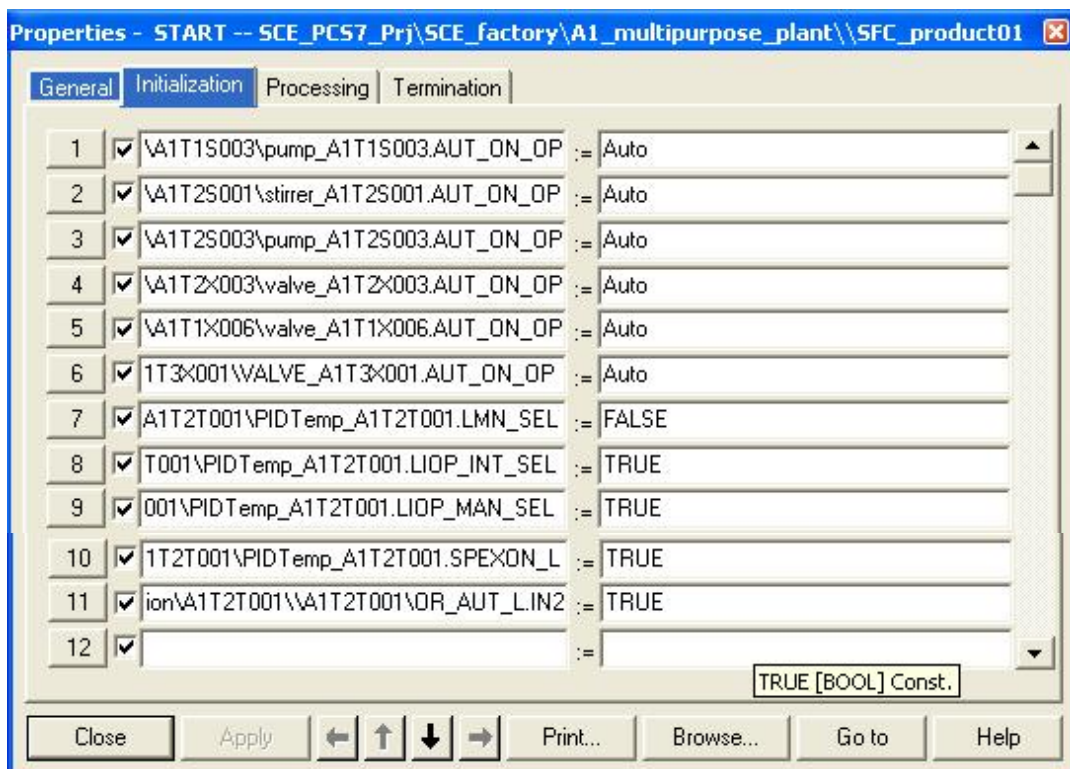 Properties - START -- SCE_PCS7_Prj\SCE_factory\A1_multipurpose_plant\\SFC_product01
General Initialization Processing Termination
1 \A1T1S003\pump_A1T1S003.AUT_ON_OP := Auto
2 \A1T2S001\stirrer_A1T2S001.AUT_ON_OP := Auto
3 \A1T2S003\pump_A1T2S003.AUT_ON_OP := Auto
4 \A1T2X003\valve_A1T2X003.AUT_ON_OP := Auto
5 \A1T1X006\valve_A1T1X006.AUT_ON_OP := Auto
6 1T3X001\VALVE_A1T3X001.AUT_ON_OP := Auto
7 A1T2T001\PIDTemp_A1T2T001.LMN_SEL := FALSE
8 T001\PIDTemp_A1T2T001.LIOP_INT_SEL := TRUE
9 001\PIDTemp_A1T2T001.LIOP_MAN_SEL := TRUE
10 1T2T001\PIDTemp_A1T2T001.SPEXON_L := TRUE
11 ion\A1T2T001\\A1T2T001\OR_AUT_L.IN2 := TRUE
12 :=
TRUE [BOOL] Const.
Close Apply Print... Browse... Go to Help